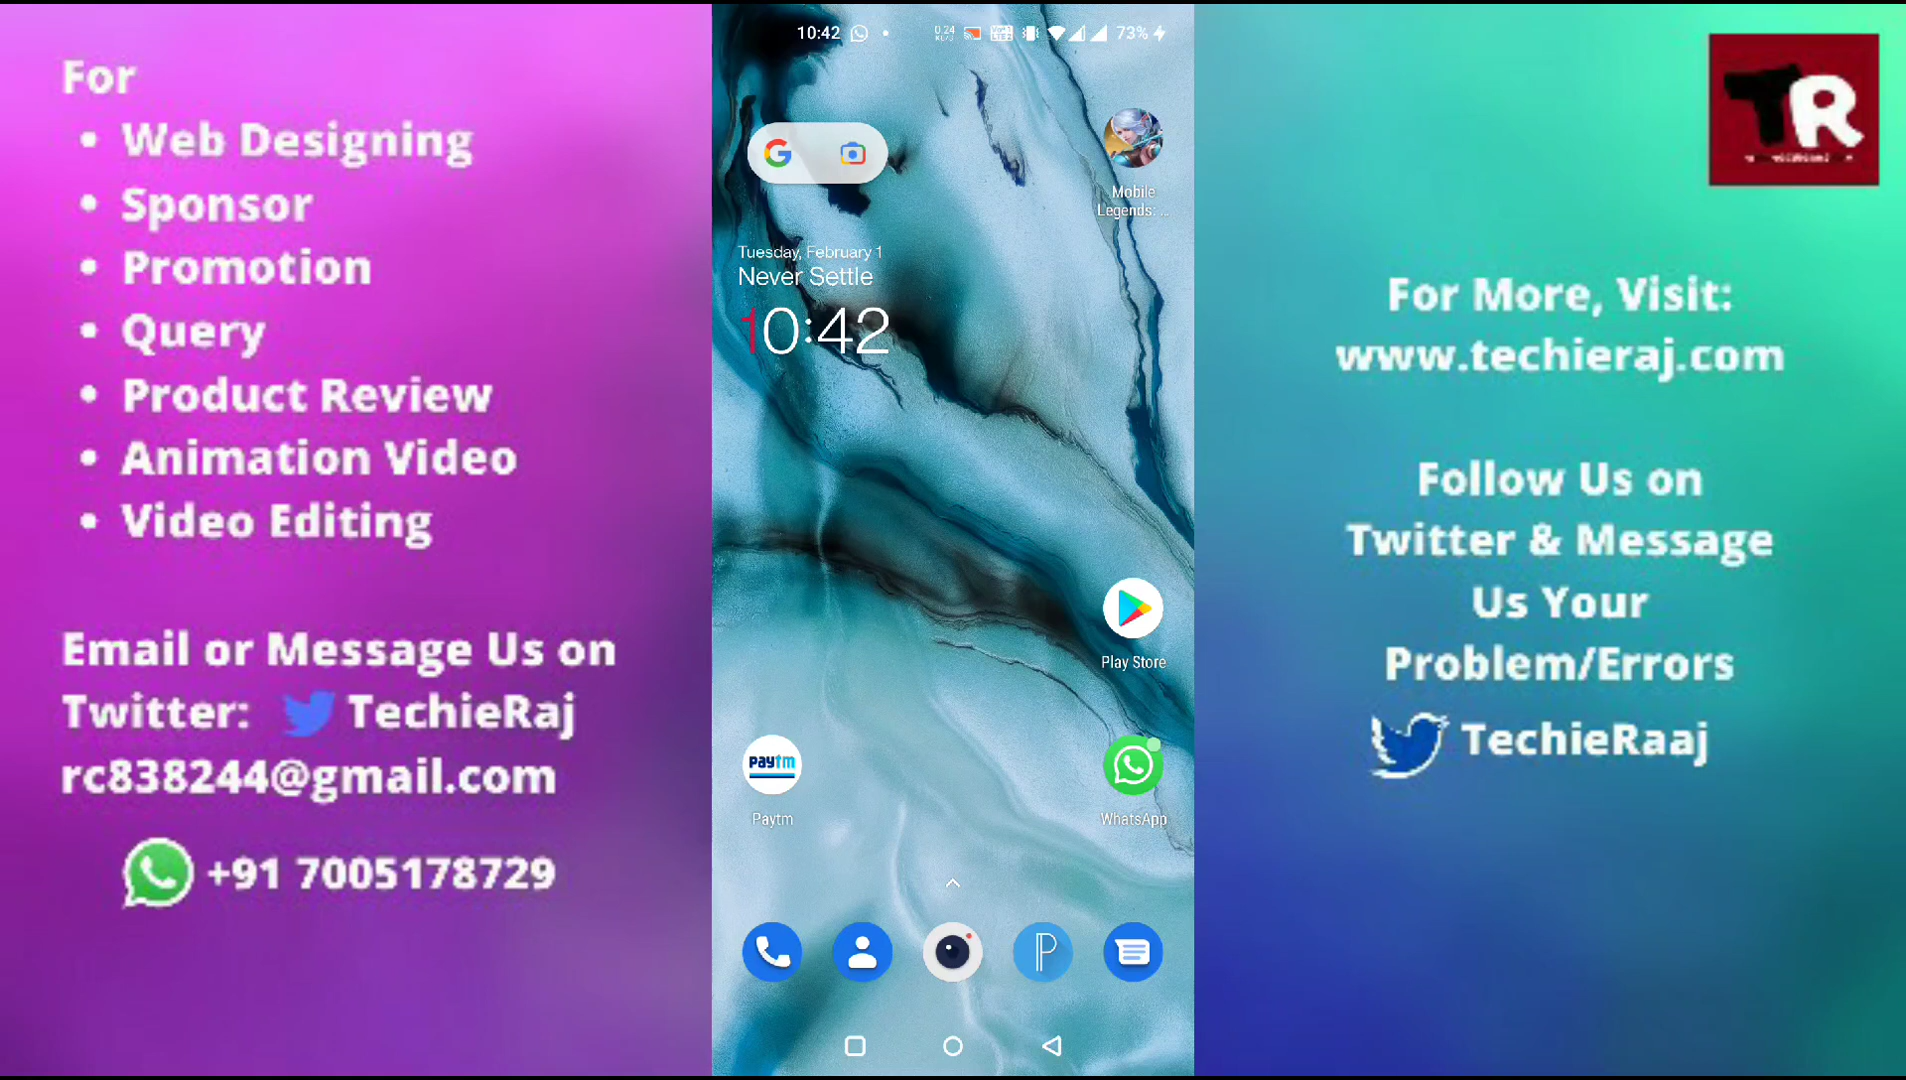 For
• Web Designing
• Sponsor
• Promotion
• Query
• Product Review
• Animation Video
• Video Editing
Email or Message Us on
Twitter: TechieRaj
rc838244@gmail.com
+91 7005178729
10:42
0.24
73%
Mobile
Legends: ...
Tuesday, February 1
Never Settle
10:42
Play Store
Paytm
Paytm
WhatsApp
TR
For More, Visit:
www.techieraj.com
Follow Us on
Twitter & Message
Us Your
Problem/Errors
TechieRaaj